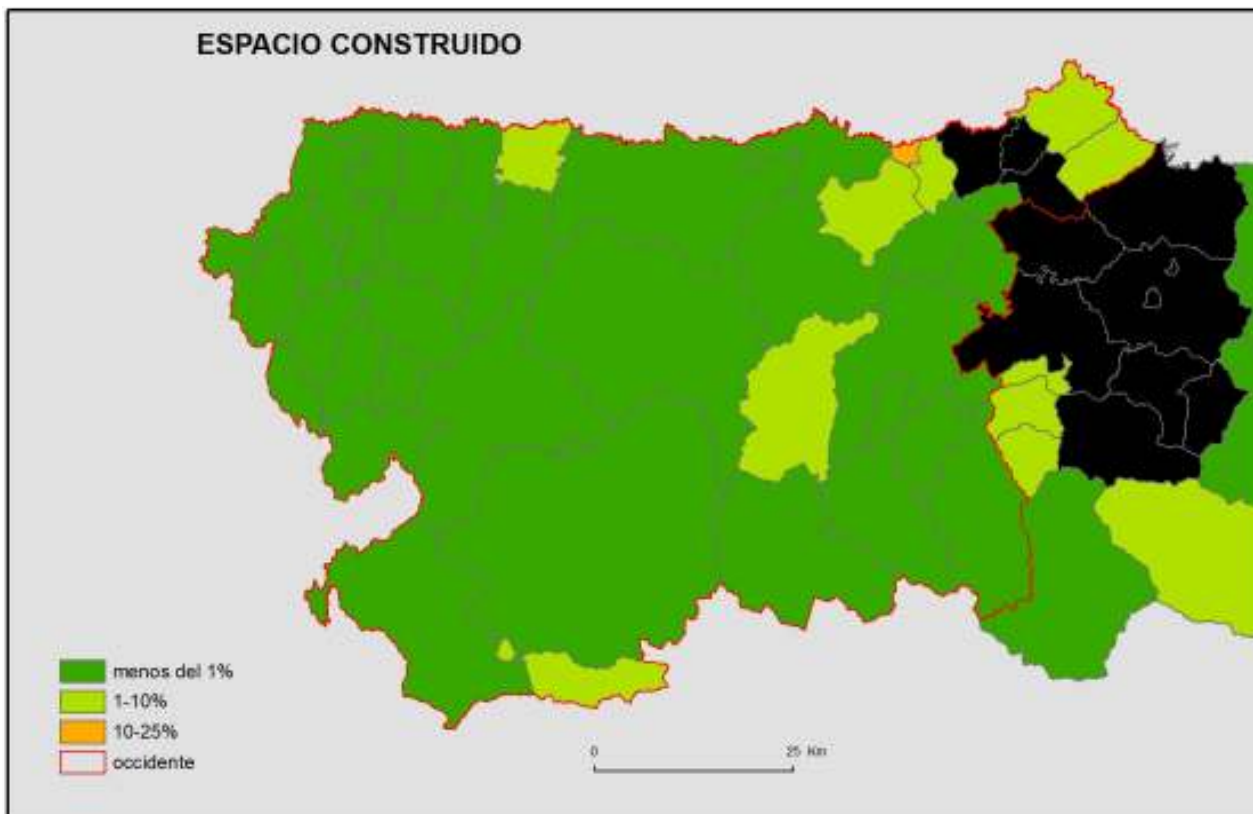 ESPACIO CONSTRUIDO
menos del 1%
1-10%
10-25%
occidente
0 25 Km